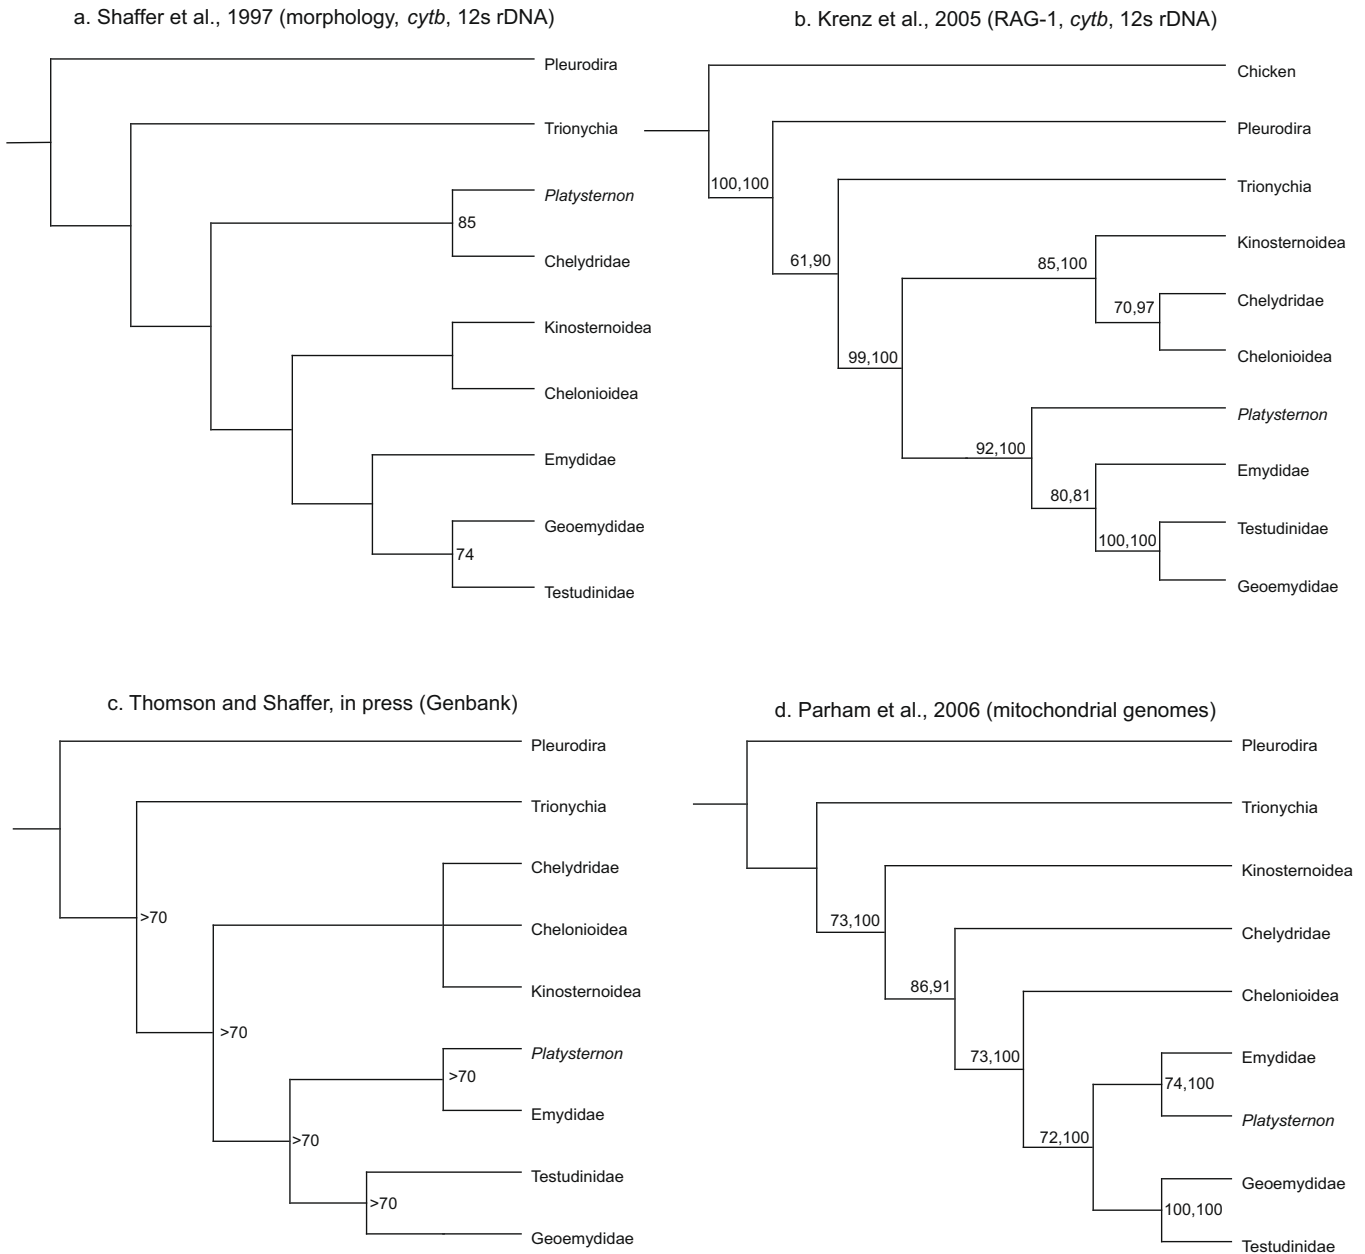 a. Shaffer et al., 1997 (morphology, cytb, 12s rDNA)
Pleurodira
Trionychia
Platysternon
85
Chelydridae
Kinosternoidea
Chelonioidea
Emydidae
Geoemydidae
74
Testudinidae
b. Krenz et al., 2005 (RAG-1, cytb, 12s rDNA)
Chicken
Pleurodira
100,100
Trionychia
Kinosternoidea
61,90
85,100
Chelydridae
70,97
Chelonioidea
99,100
Platysternon
92,100
Emydidae
80,81
Testudinidae
100,100
Geoemydidae
c. Thomson and Shaffer, in press (Genbank)
Pleurodira
Trionychia
Chelydridae
>70
Chelonioidea
Kinosternoidea
>70
Platysternon
>70
Emydidae
>70
Testudinidae
>70
Geoemydidae
d. Parham et al., 2006 (mitochondrial genomes)
Pleurodira
Trionychia
Kinosternoidea
73,100
Chelydridae
86,91
Chelonioidea
73,100
Emydidae
74,100
Platysternon
72,100
Geoemydidae
100,100
Testudinidae